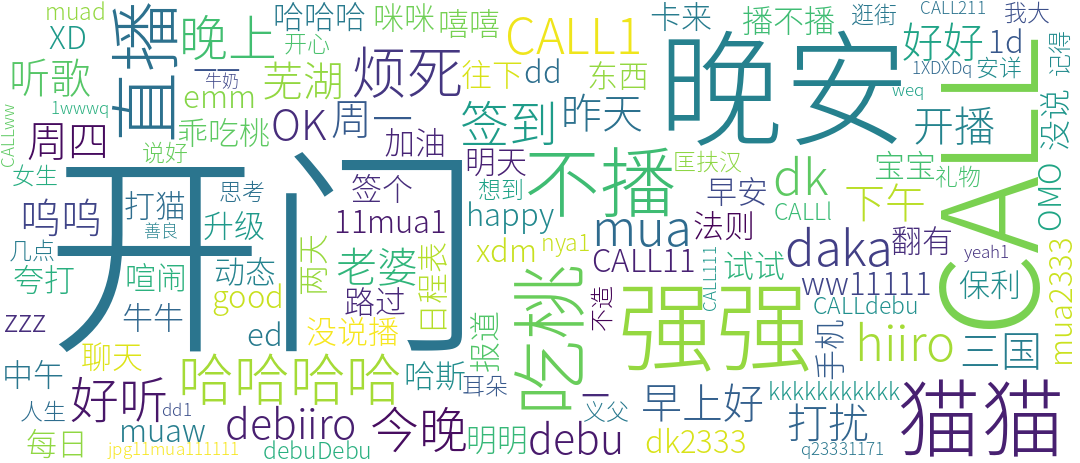 muad
XD
CALLww
听歌
1wwwq
周四
女生
呜呜
几点
夸打
zzz
中午
人生
每日
直播
晚上
一一
牛奶
emm
乖吃桃
说好
打猫
善良
喧闹
牛牛
聊天
好听
muaw
dd1
jpg11mua111111
哈哈哈
开心
芜湖
思考
升级
动态
good
ed
哈哈哈哈
debiiro
debuDebu
开门
咪咪
嘻嘻
烦死
往下
OK
周一
加油
签个
11mua1
两天
老婆
路过
没说播
日程表
哈斯
今晚
耳朵
报道
明明
CALL1
dd
签到
昨天
明天
想到
happy
xdm
nya1
吃桃
一
debu
东西
不播
匡扶汉
mua
CALL11
不造
强强
义父
早上好
dk2333
卡来
播不播
晚安
早安
法则
CALL111
试试
dk
CALLl
daka
ww11111
CALLdebu
手机
hiiro
kkkkkkkkkkk
打扰
q23331171
逛街
CALL211
好好
1XDXDq
weq
开播
宝宝
下午
翻有
礼物
yeah1
保利
三国
猫猫
我大
1d
安详
记得
没说
CALL
OMO
mua2333